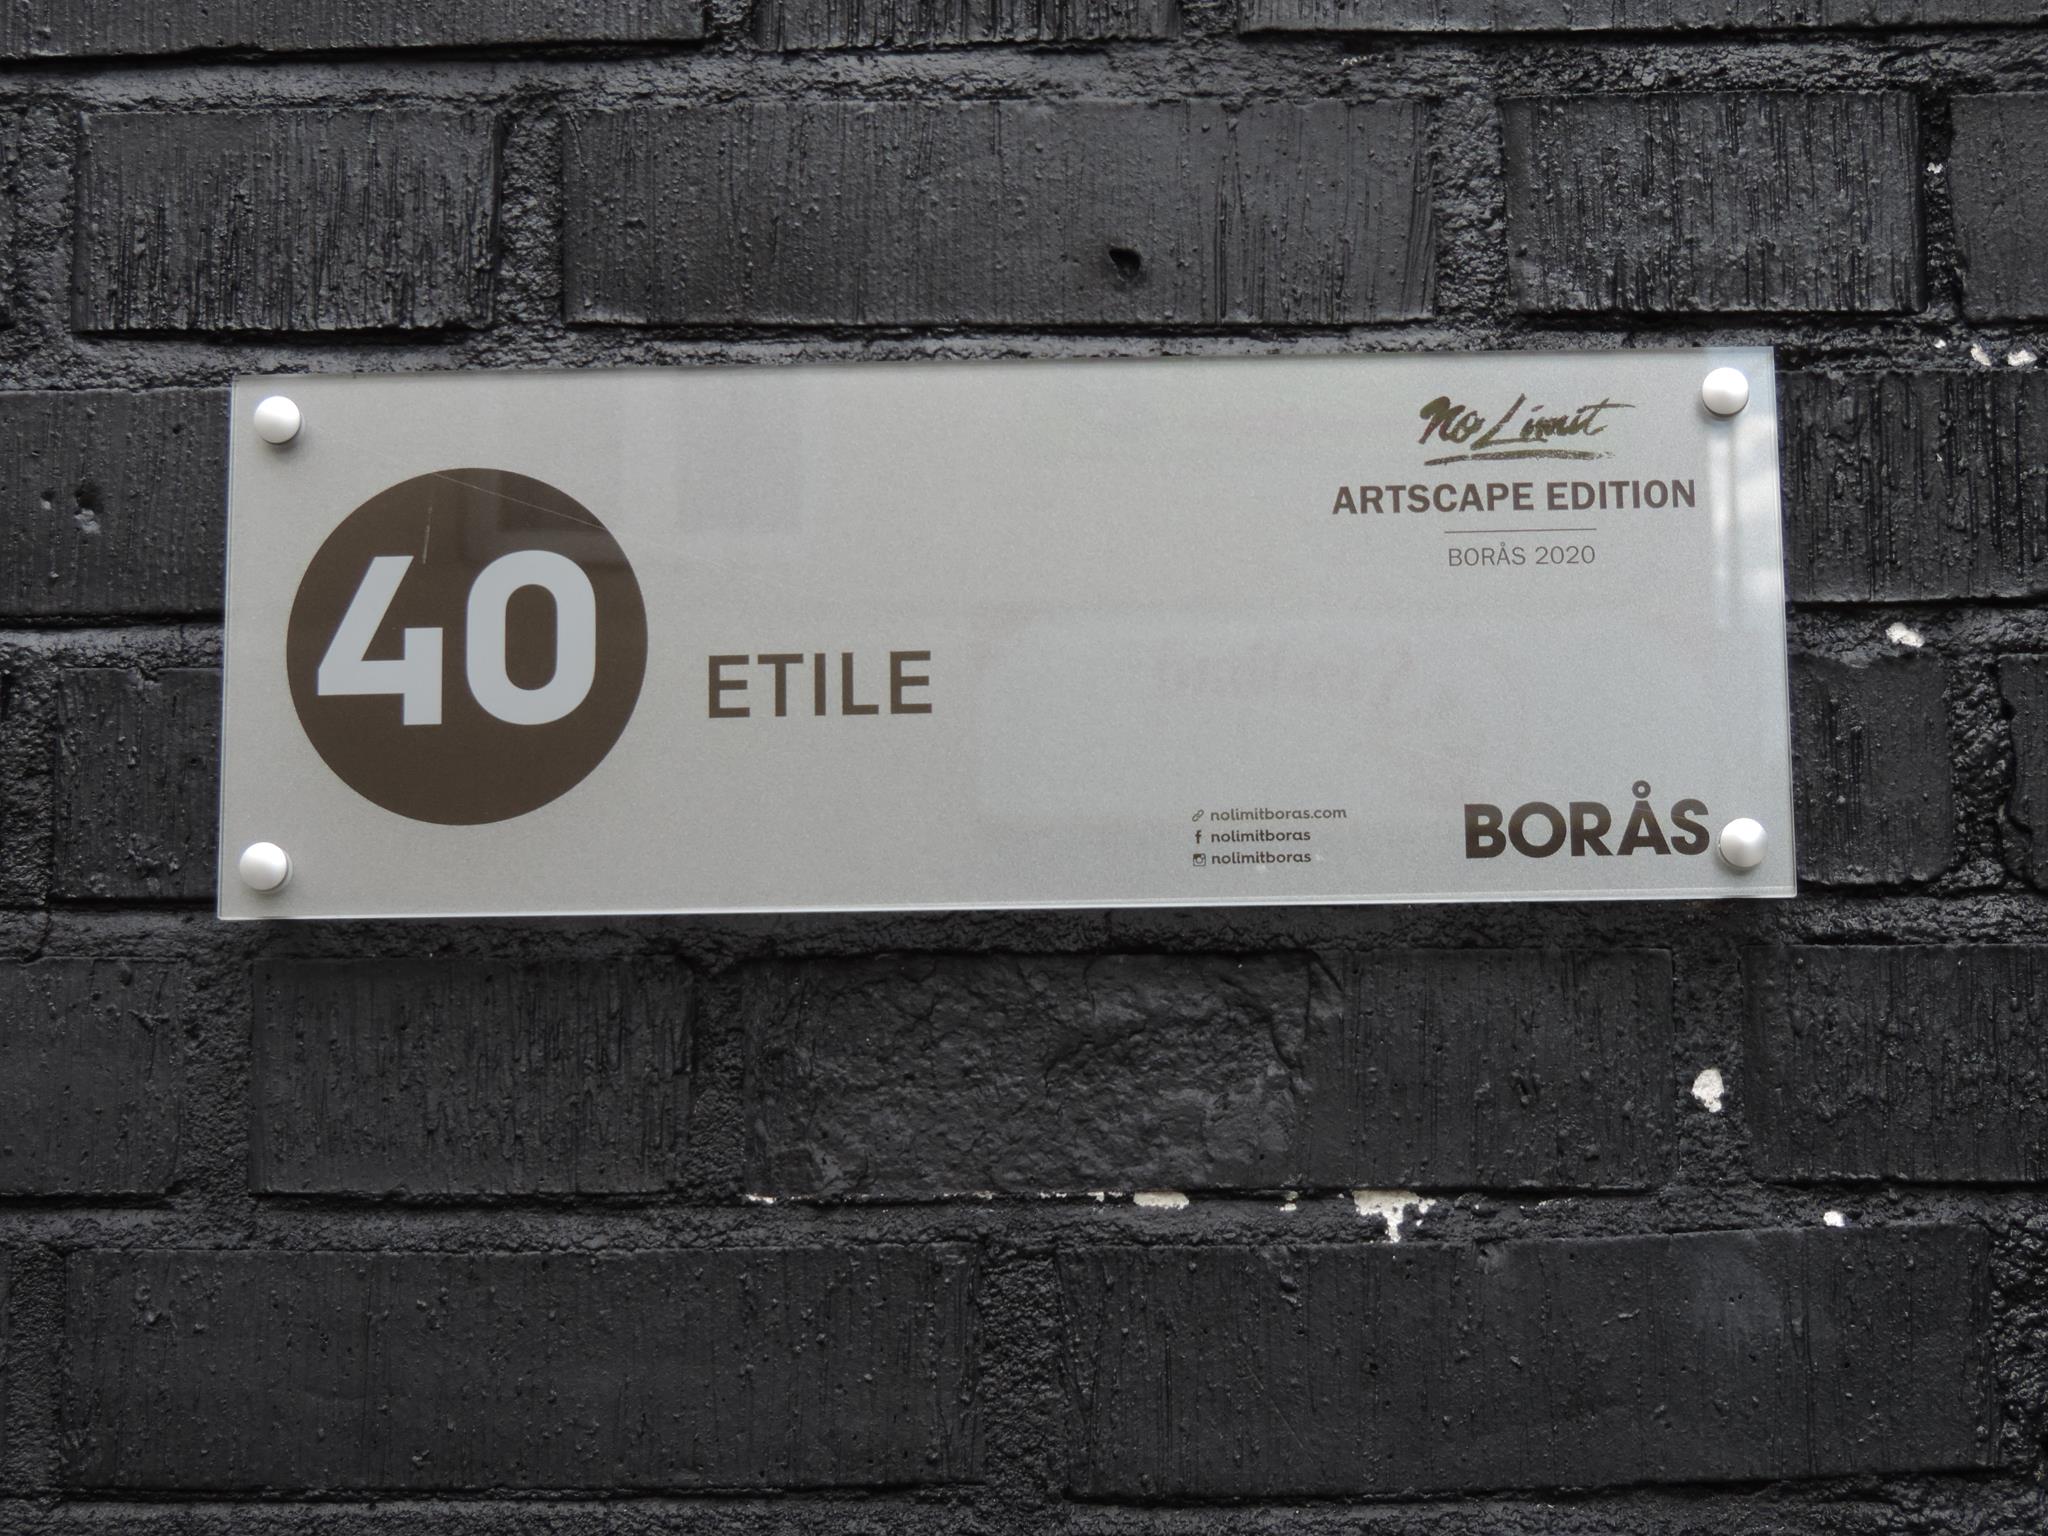 No Limit
ARTSCAPE EDITION
BORÅS 2020
40
ETILE
nolimitboras.com
nolimitboras
nolimitboras
BORÅS